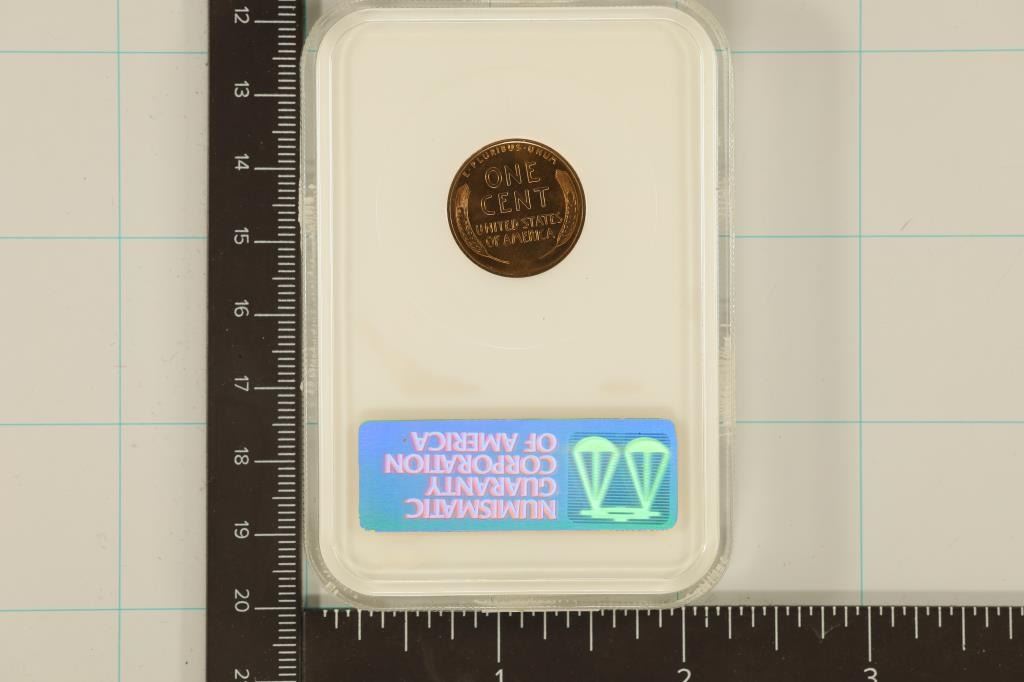 12
13
14
15
16
17
18
19
20
E·PLURIBUS·UNUM
ONE
CENT
UNITED STATES
OF AMERICA
NUMISMATIC
GUARANTY
CORPORATION
OF AMERICA
1
2
3